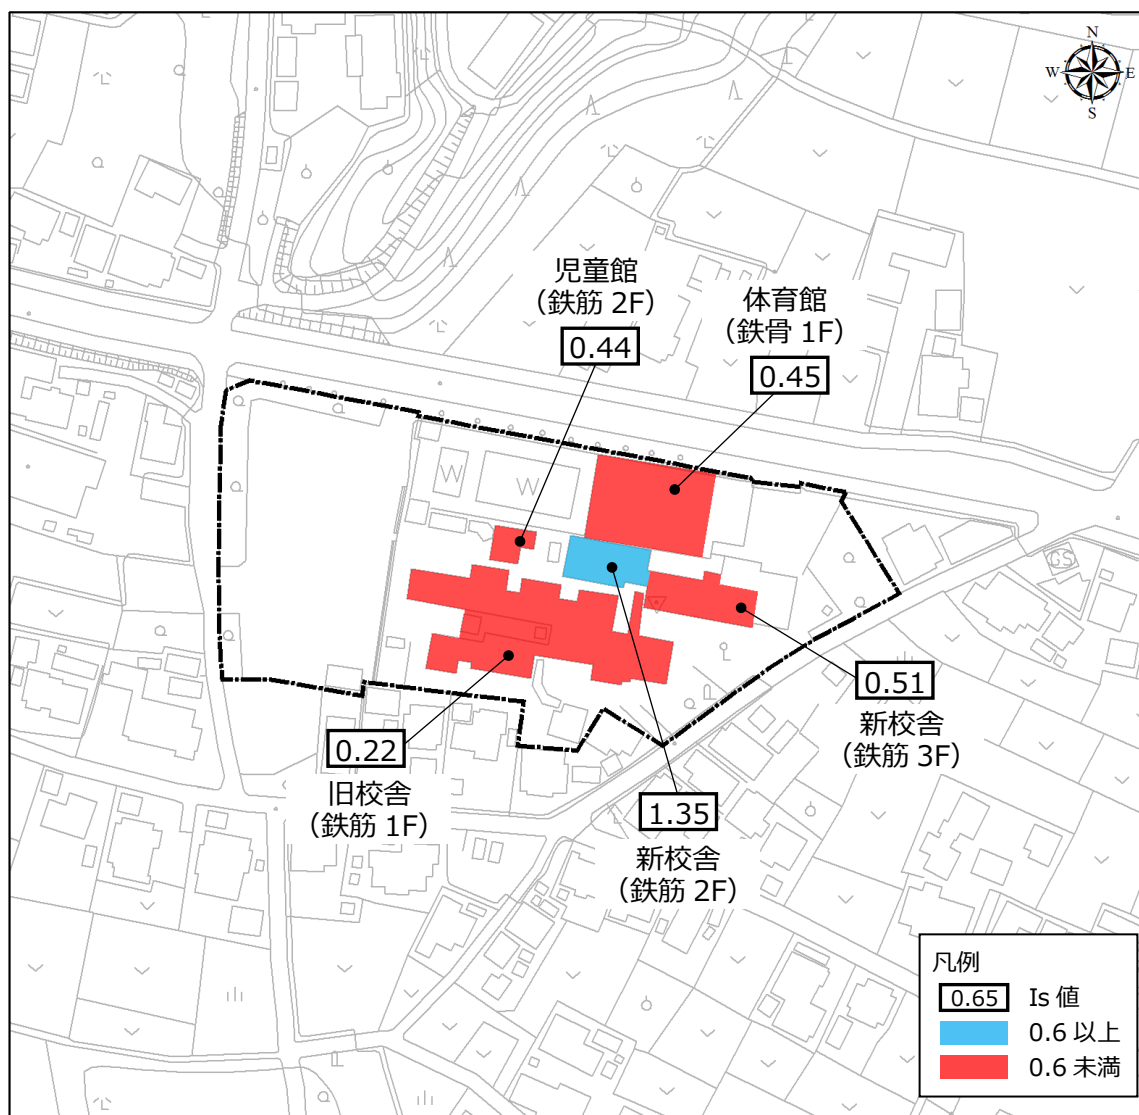 N
W E
S
児童館
（鉄筋 2F）
0.44
体育館
（鉄骨 1F）
0.45
W
W
GS
0.51
新校舎
（鉄筋 3F）
0.22
旧校舎
（鉄筋 1F）
1.35
新校舎
（鉄筋 2F）
凡例
0.65 Is 値
0.6 以上
0.6 未満